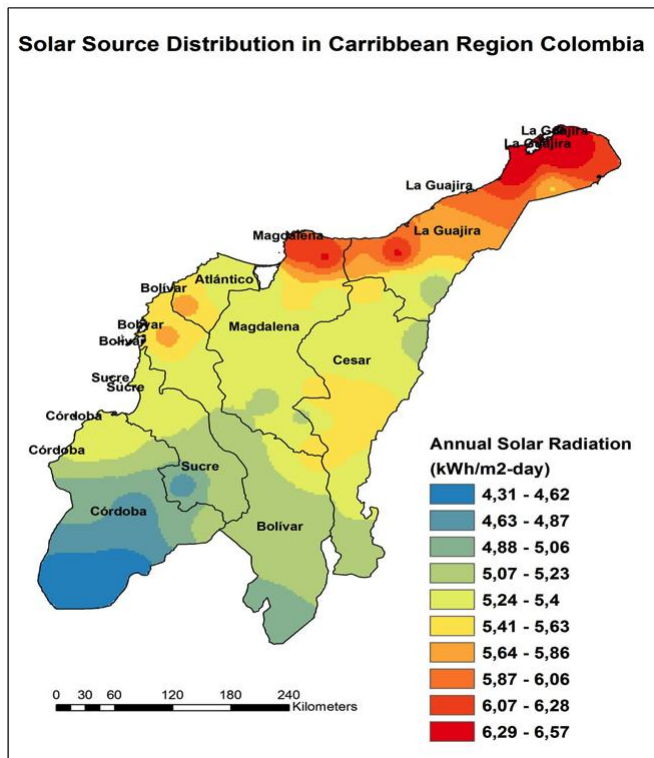 Solar Source Distribution in Carribbean Region Colombia
La Guajira
La Guajira
La Guajira
La Guajira
Magdalena
Atlántico
Bolívar
Bolívar
Bolívar
Magdalena
Cesar
Sucre
Sucre
Córdoba
Córdoba
Sucre
Córdoba
Bolívar
Annual Solar Radiation
(kWh/m2-day)
4,31 - 4,62
4,63 - 4,87
4,88 - 5,06
5,07 - 5,23
5,24 - 5,4
5,41 - 5,63
5,64 - 5,86
5,87 - 6,06
6,07 - 6,28
6,29 - 6,57
0 30 60 120 180 240
Kilometers